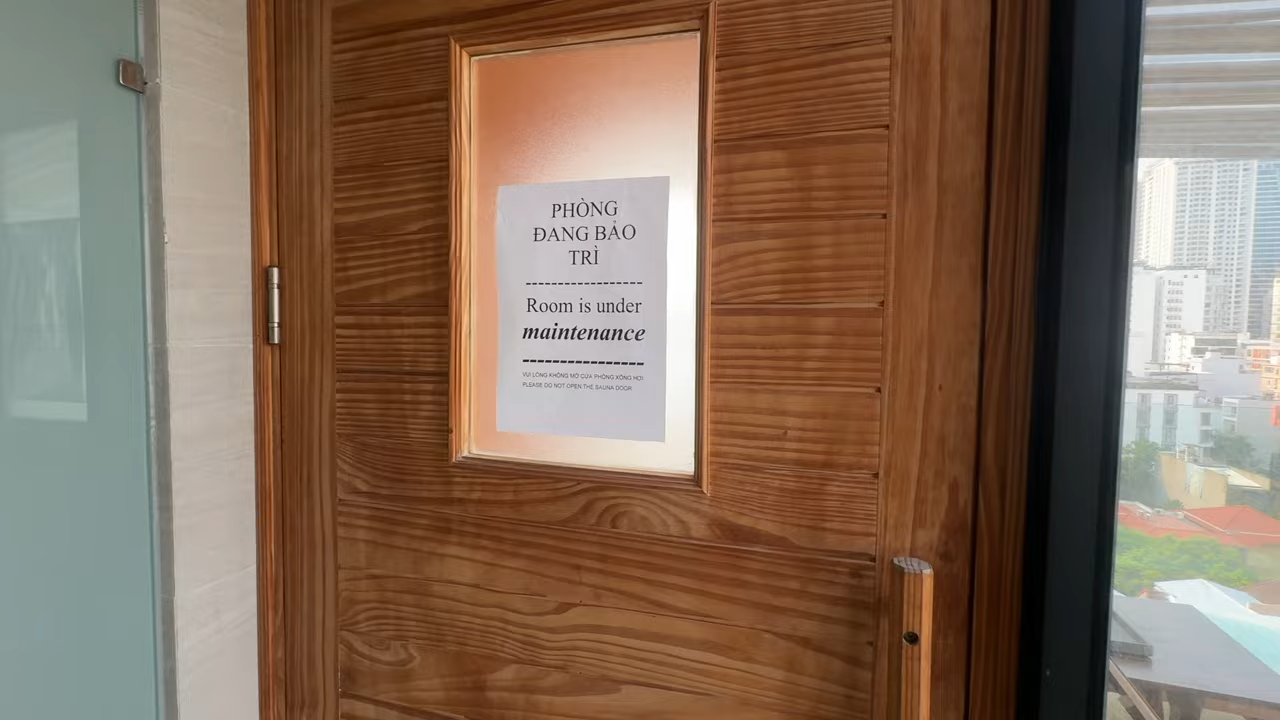 PHÒNG
ĐANG BẢO
TRÌ
Room is under
maintenance
VUI LÒNG KHÔNG MỞ CỬA PHÒNG XÔNG HƠI
PLEASE DO NOT OPEN THE SAUNA DOOR